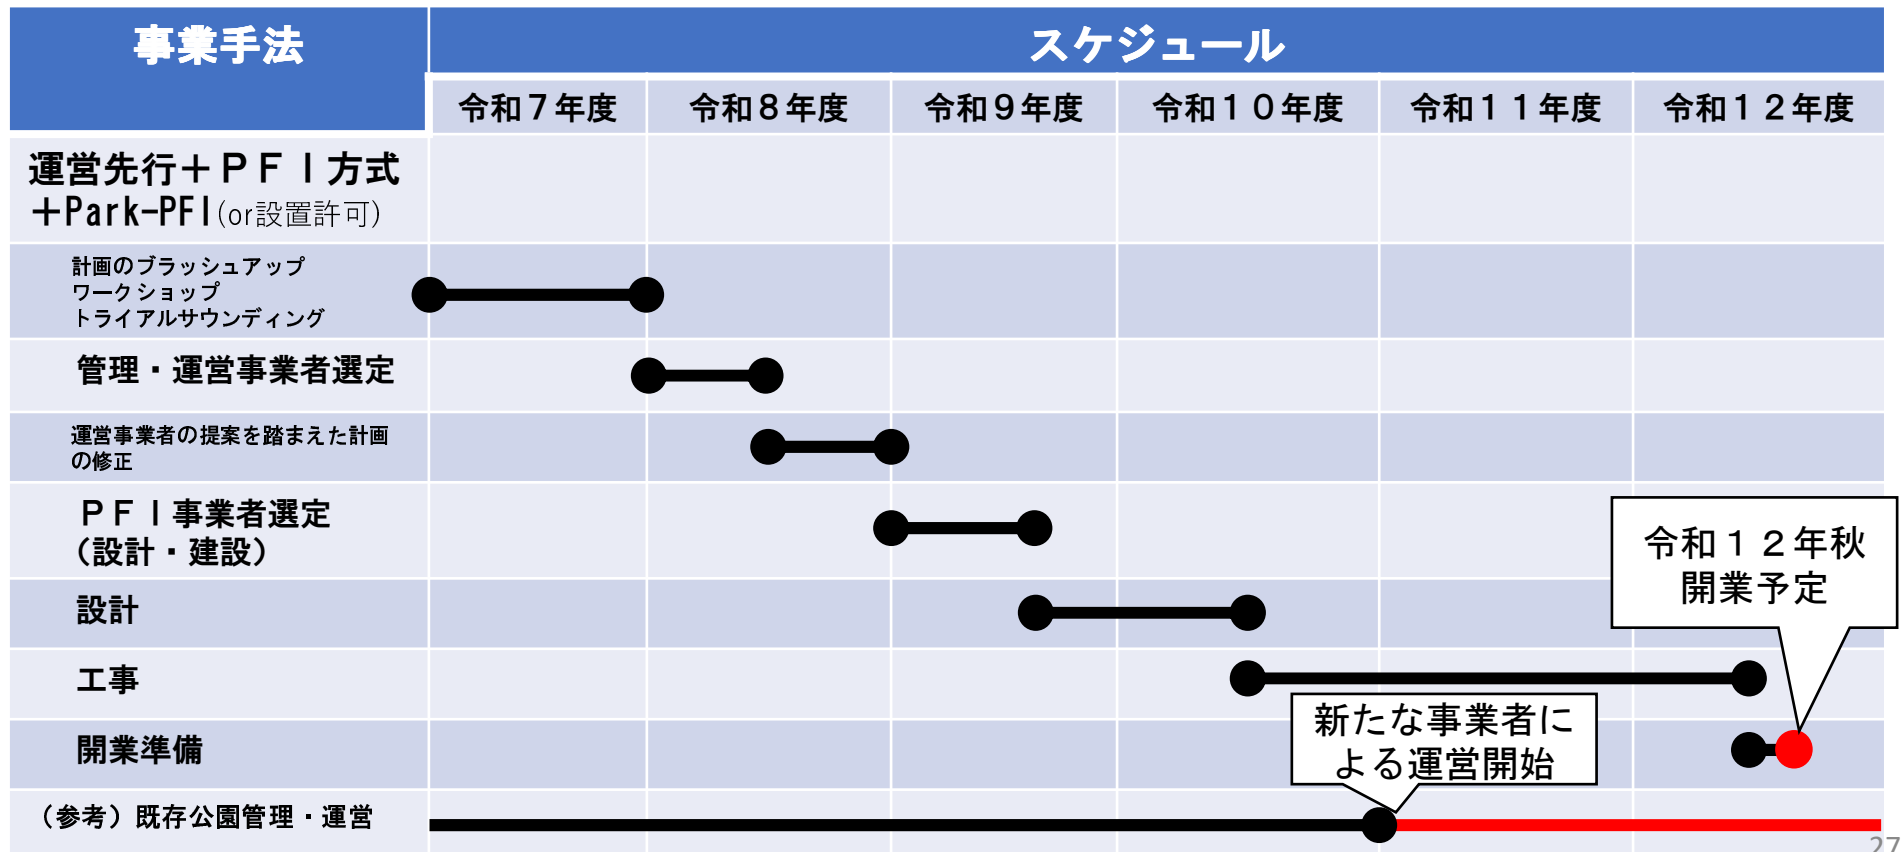 事業手法
スケジュール
令和７年度
令和８年度
令和９年度
令和１０年度
令和１１年度
令和１２年度
運営先行＋ＰＦＩ方式
＋Park-PFI(or設置許可)
計画のブラッシュアップ
ワークショップ
トライアルサウンディング
管理・運営事業者選定
運営事業者の提案を踏まえた計画
の修正
ＰＦＩ事業者選定
（設計・建設）
令和１２年秋
開業予定
設計
工事
新たな事業者に
よる運営開始
開業準備
（参考）既存公園管理・運営
27